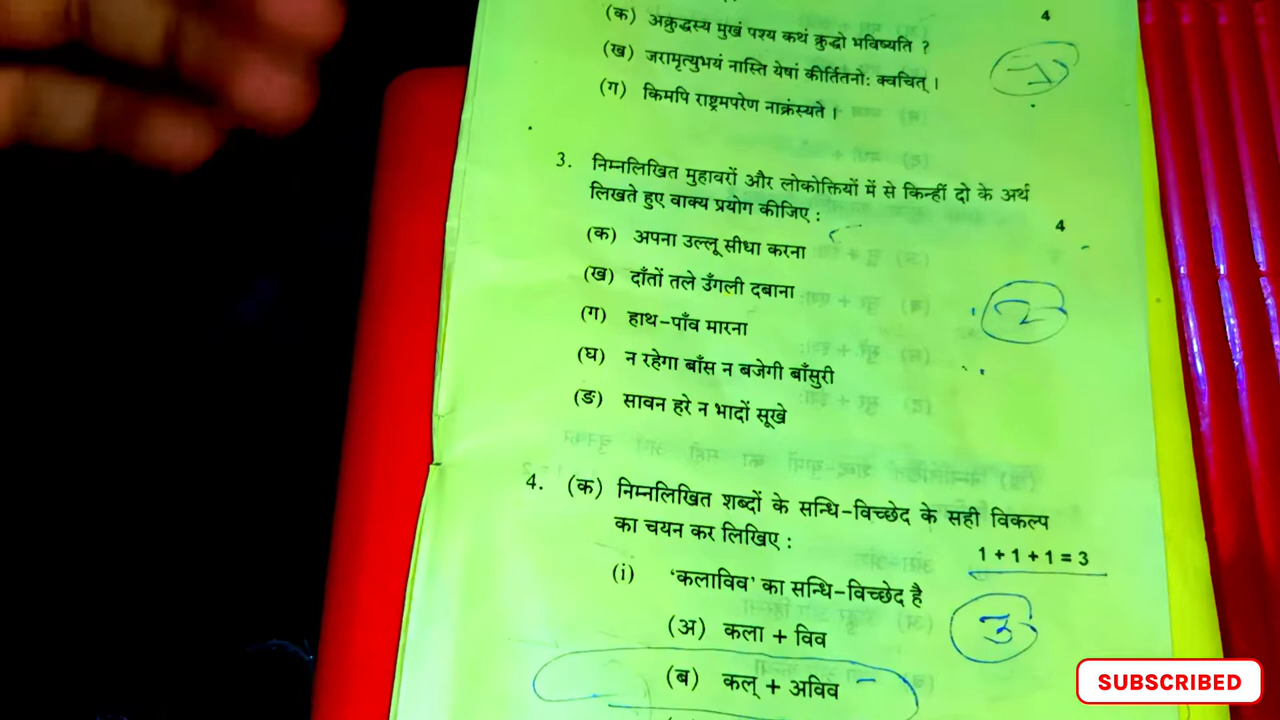 (क) अक्रुद्धस्य मुखं पश्य कथं क्रुद्धो भविष्यति ?
4
(ख) जरामृत्युभयं नास्ति येषां कीर्तितनोः क्वचित् ।
(ग) किमपि राष्ट्रमपरेण नाक्रंस्यते ।
3. निम्नलिखित मुहावरों और लोकोक्तियों में से किन्हीं दो के अर्थ
लिखते हुए वाक्य प्रयोग कीजिए :
4
(क) अपना उल्लू सीधा करना
(ख) दाँतों तले उँगली दबाना
2
(ग) हाथ-पाँव मारना
(घ) न रहेगा बाँस न बजेगी बाँसुरी
(ङ) सावन हरे न भादों सूखे
4. (क) निम्नलिखित शब्दों के सन्धि-विच्छेद के सही विकल्प
का चयन कर लिखिए :
1 + 1 + 1 = 3
(i) 'कलाविव' का सन्धि-विच्छेद है
3
(अ) कला + विव
(ब) कल् + अविव
SUBSCRIBED